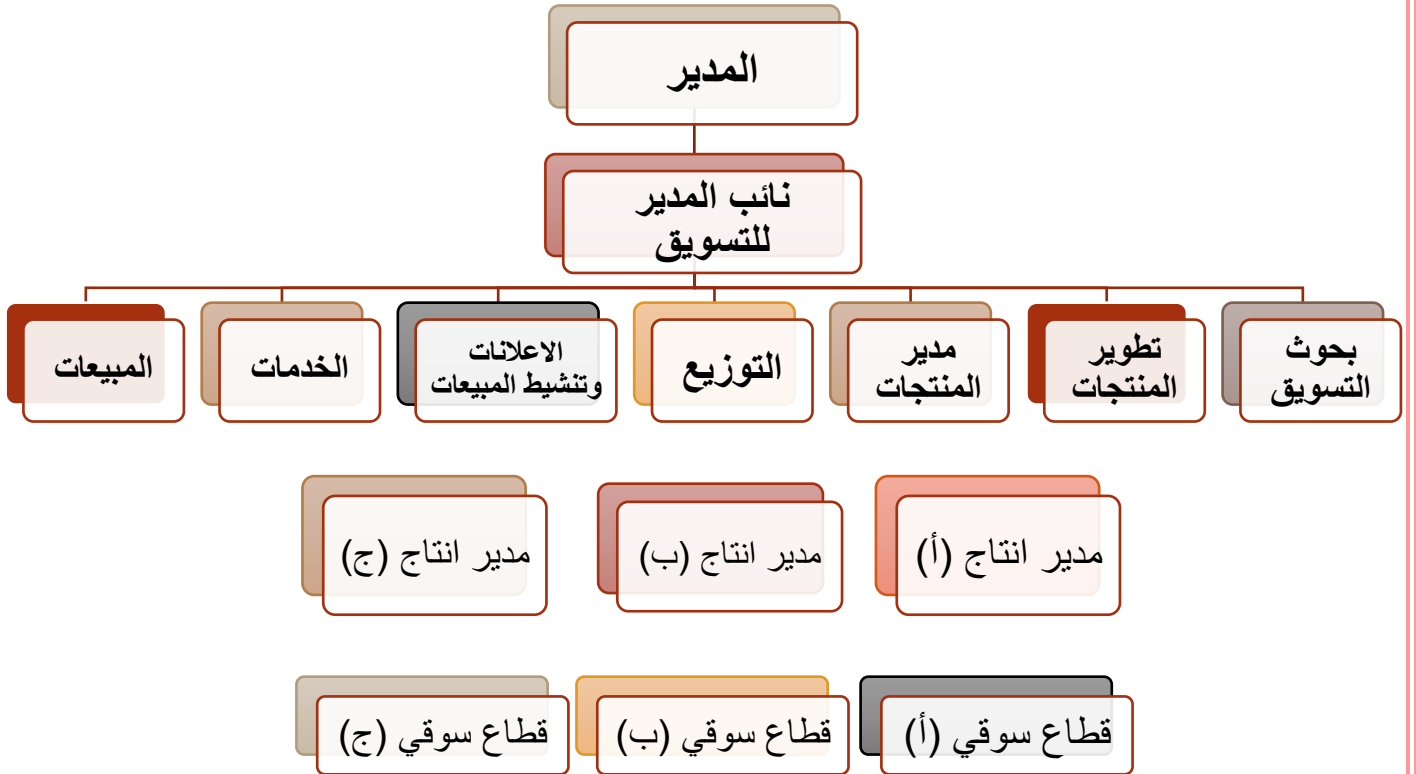 المدير
نائب المدير
للتسويق
بحوث
التسويق
تطوير
المنتجات
مدير
المنتجات
التوزيع
الاعلانات
وتنشيط المبيعات
الخدمات
المبيعات
مدير انتاج (أ)
مدير انتاج (ب)
مدير انتاج (ج)
قطاع سوقي (أ)
قطاع سوقي (ب)
قطاع سوقي (ج)